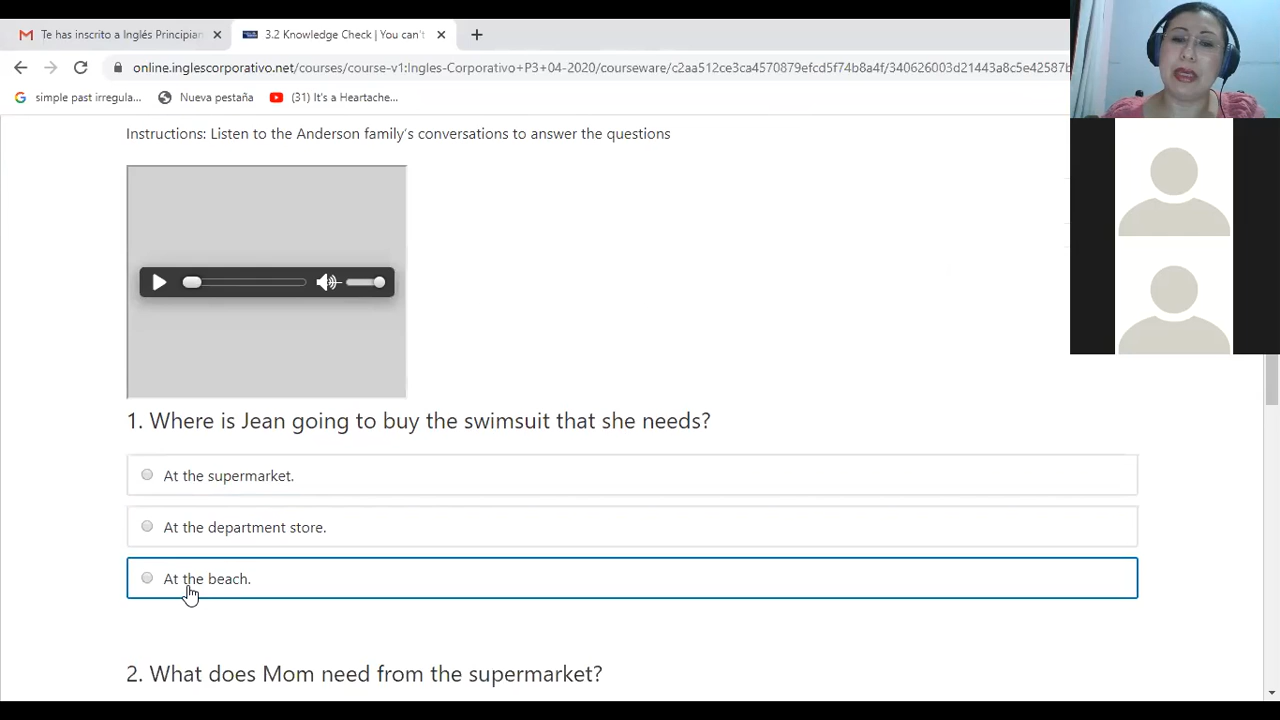 Te has inscrito a Inglés Principian
3.2 Knowledge Check | You can't
online.inglescorporativo.net/courses/course-v1:Ingles-Corporativo+P3+04-2020/courseware/c2aa512ce3ca4570879efcd5f74b8a4f/340626003d21443a8c5e42587b
simple past irregula...
Nueva pestaña
(31) It's a Heartache...
Instructions: Listen to the Anderson family's conversations to answer the questions
1. Where is Jean going to buy the swimsuit that she needs?
At the supermarket.
At the department store.
At the beach.
2. What does Mom need from the supermarket?